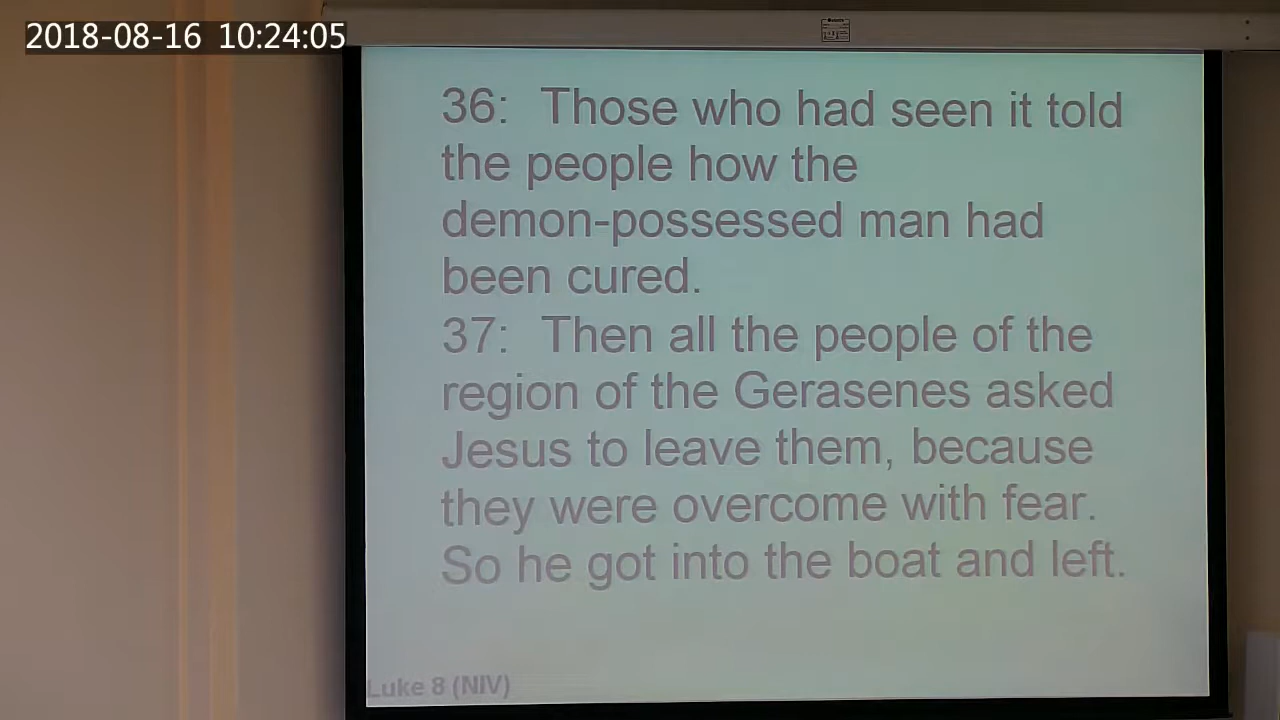 2018-08-16 10:24:05
36: Those who had seen it told
the people how the
demon-possessed man had
been cured.
37: Then all the people of the
region of the Gerasenes asked
Jesus to leave them, because
they were overcome with fear.
So he got into the boat and left.
Luke 8 (NIV)